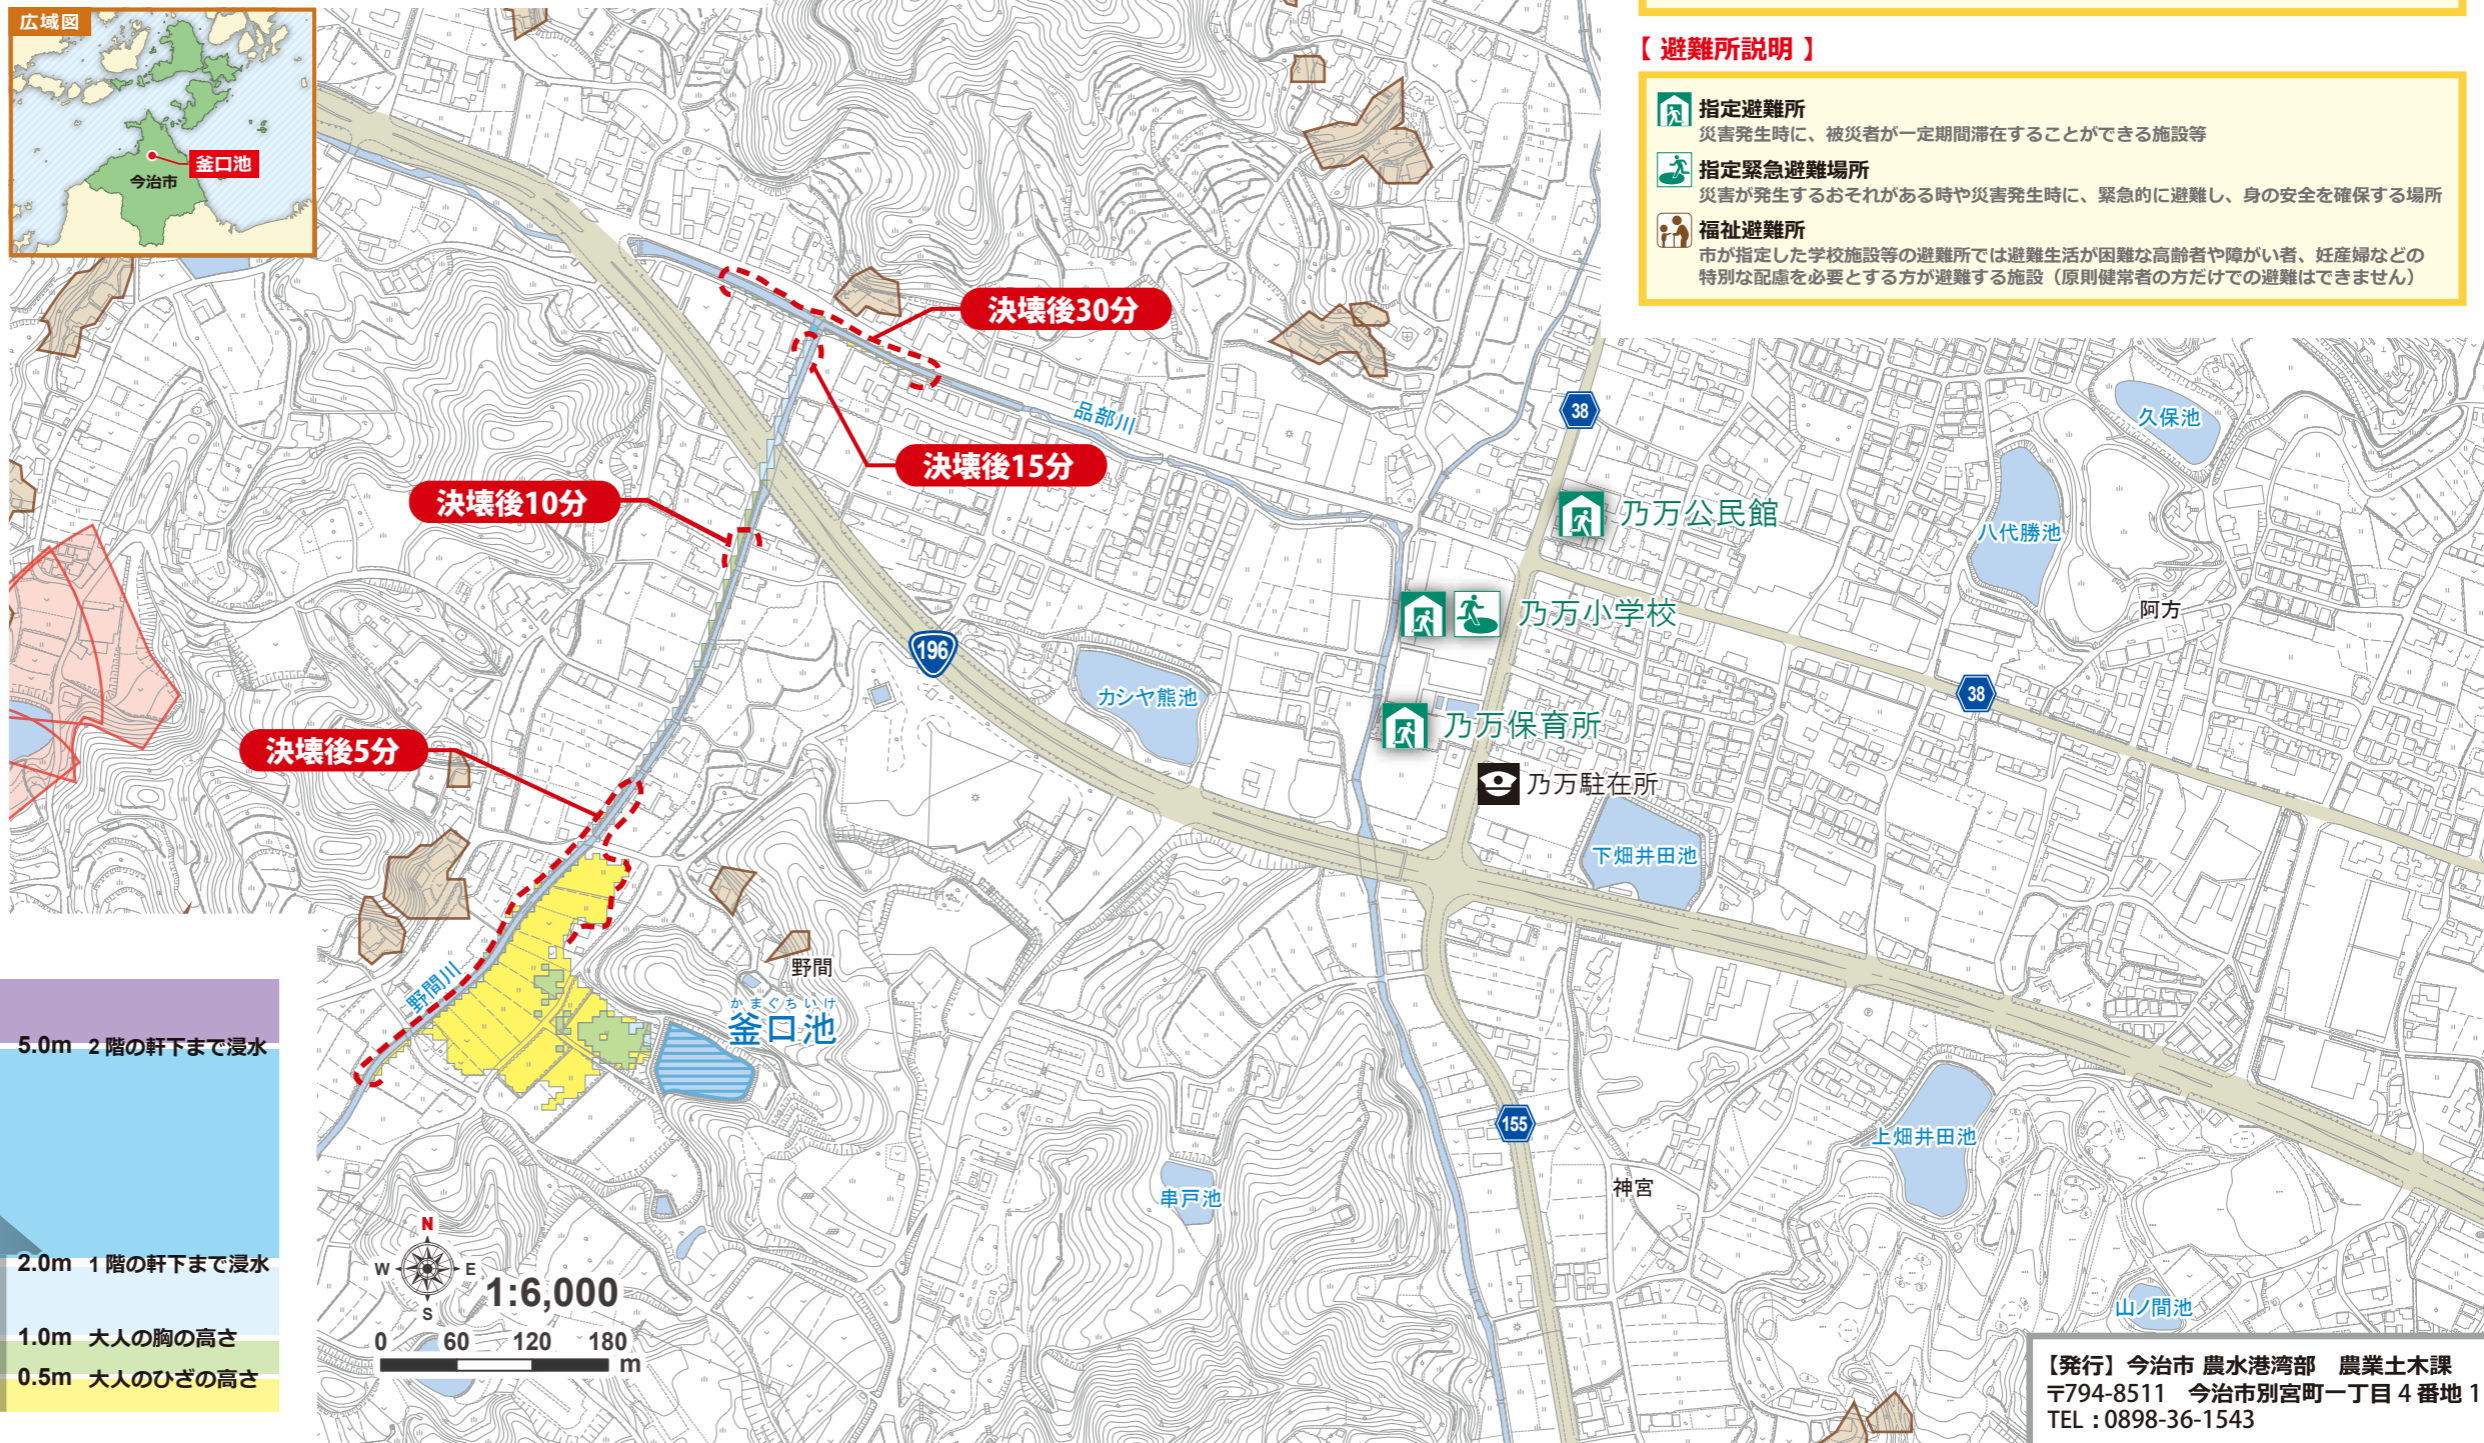 広域図
釜口池
今治市
【 避難所説明 】
指定避難所
災害発生時に、被災者が一定期間滞在することができる施設等
指定緊急避難場所
災害が発生するおそれがある時や災害発生時に、緊急的に避難し、身の安全を確保する場所
福祉避難所
市が指定した学校施設等の避難所では避難生活が困難な高齢者や障がい者、妊産婦などの
特別な配慮を必要とする方が避難する施設（原則健常者の方だけでの避難はできません）
決壊後30分
品部川
38
久保池
決壊後15分
決壊後10分
乃万公民館
八代勝池
乃万小学校
阿方
196
カシヤ熊池
38
乃万保育所
決壊後5分
乃万駐在所
下畑井田池
野間
野間川
かまぐちいけ
釜口池
5.0m 2 階の軒下まで浸水
155
上畑井田池
神宮
串戸池
2.0m 1 階の軒下まで浸水
N
W E
S
1:6,000
山ノ間池
1.0m 大人の胸の高さ
0 60 120 180
m
0.5m 大人のひざの高さ
【発行】今治市 農水港湾部 農業土木課
〒794-8511 今治市別宮町一丁目 4 番地 1
TEL：0898-36-1543